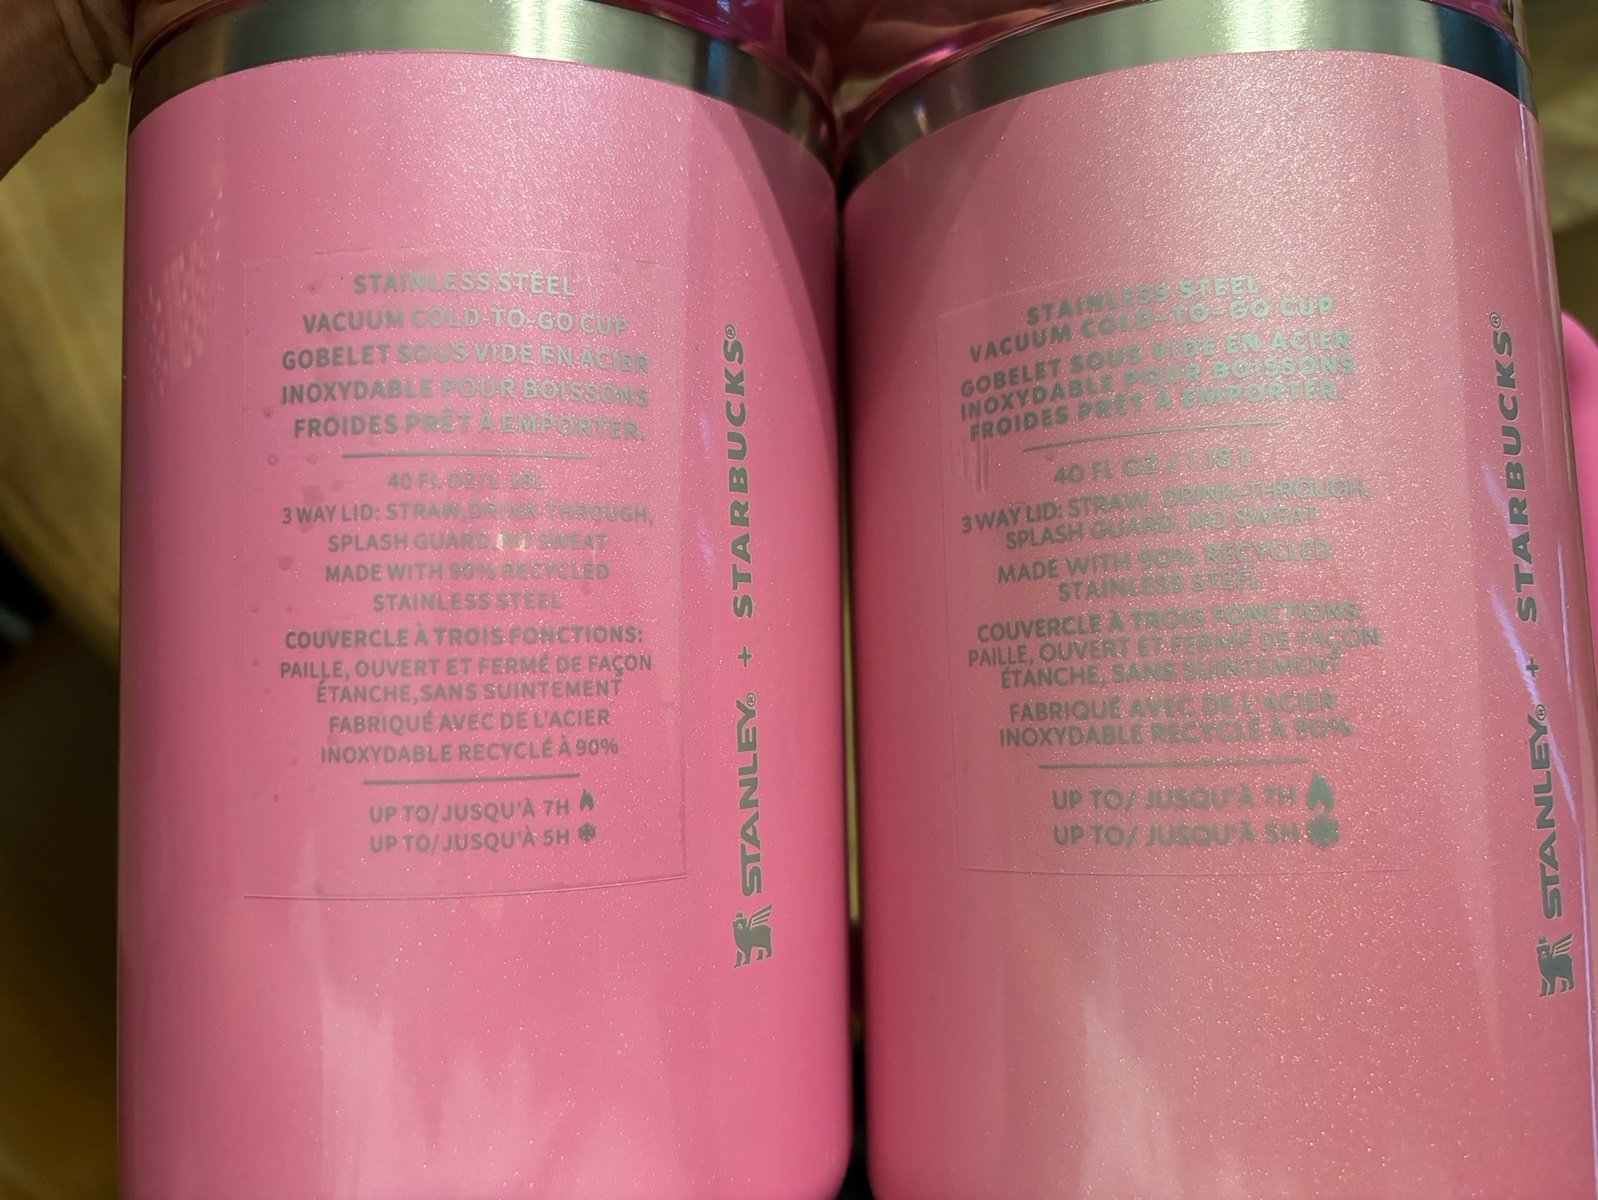 STAINLESS STEEL
VACUUM COLD-TO-GO CUP
GOBELET SOUS VIDE EN ACIER
INOXYDABLE POUR BOISSONS
FROIDES PRÊT À EMPORTER.
40 FL OZ/1.18L
3 WAY LID: STRAW,DRINK-THROUGH,
SPLASH GUARD, NO SWEAT
MADE WITH 90% RECYCLED
STAINLESS STEEL
COUVERCLE À TROIS FONCTIONS:
PAILLE, OUVERT ET FERMÉ DE FAÇON
ÉTANCHE,SANS SUINTEMENT
FABRIQUÉ AVEC DE L'ACIER
INOXYDABLE RECYCLÉ À 90%
UP TO/ JUSQU'À 7H
UP TO/ JUSQU'À 5H
STANLEY® + STARBUCKS®
STAINLESS STEEL
VACUUM COLD-TO-GO CUP
GOBELET SOUS VIDE EN ACIER
INOXYDABLE POUR BOISSONS
FROIDES PRÊT À EMPORTER.
40 FL OZ / 1.18 L
3 WAY LID: STRAW, DRINK-THROUGH,
SPLASH GUARD, NO SWEAT
MADE WITH 90% RECYCLED
STAINLESS STEEL
COUVERCLE À TROIS FONCTIONS:
PAILLE, OUVERT ET FERMÉ DE FAÇON
ÉTANCHE, SANS SUINTEMENT
FABRIQUÉ AVEC DE L'ACIER
INOXYDABLE RECYCLÉ À 90%
UP TO/ JUSQU'À 7H
UP TO/ JUSQU'À 5H
STANLEY® + STARBUCKS®